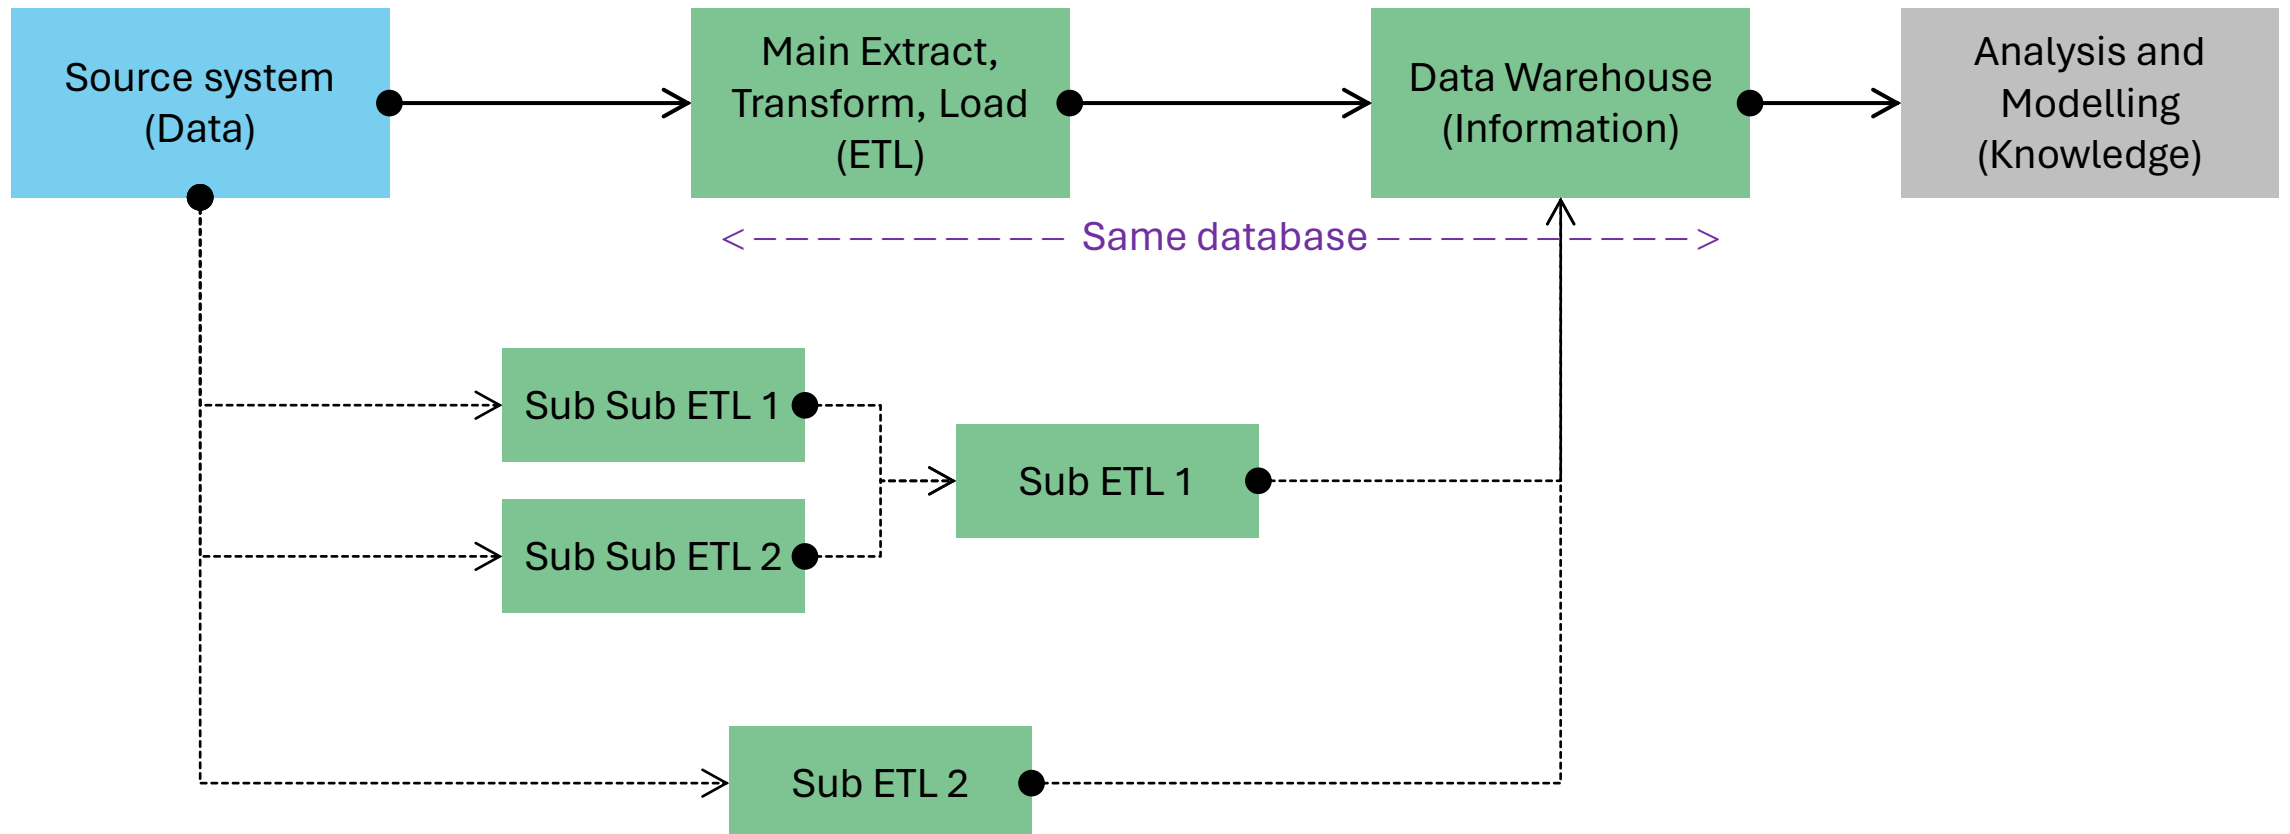 Source system
(Data)
Main Extract,
Transform, Load
(ETL)
Data Warehouse
(Information)
Analysis and
Modelling
(Knowledge)
Same database
Sub Sub ETL 1
Sub ETL 1
Sub Sub ETL 2
Sub ETL 2